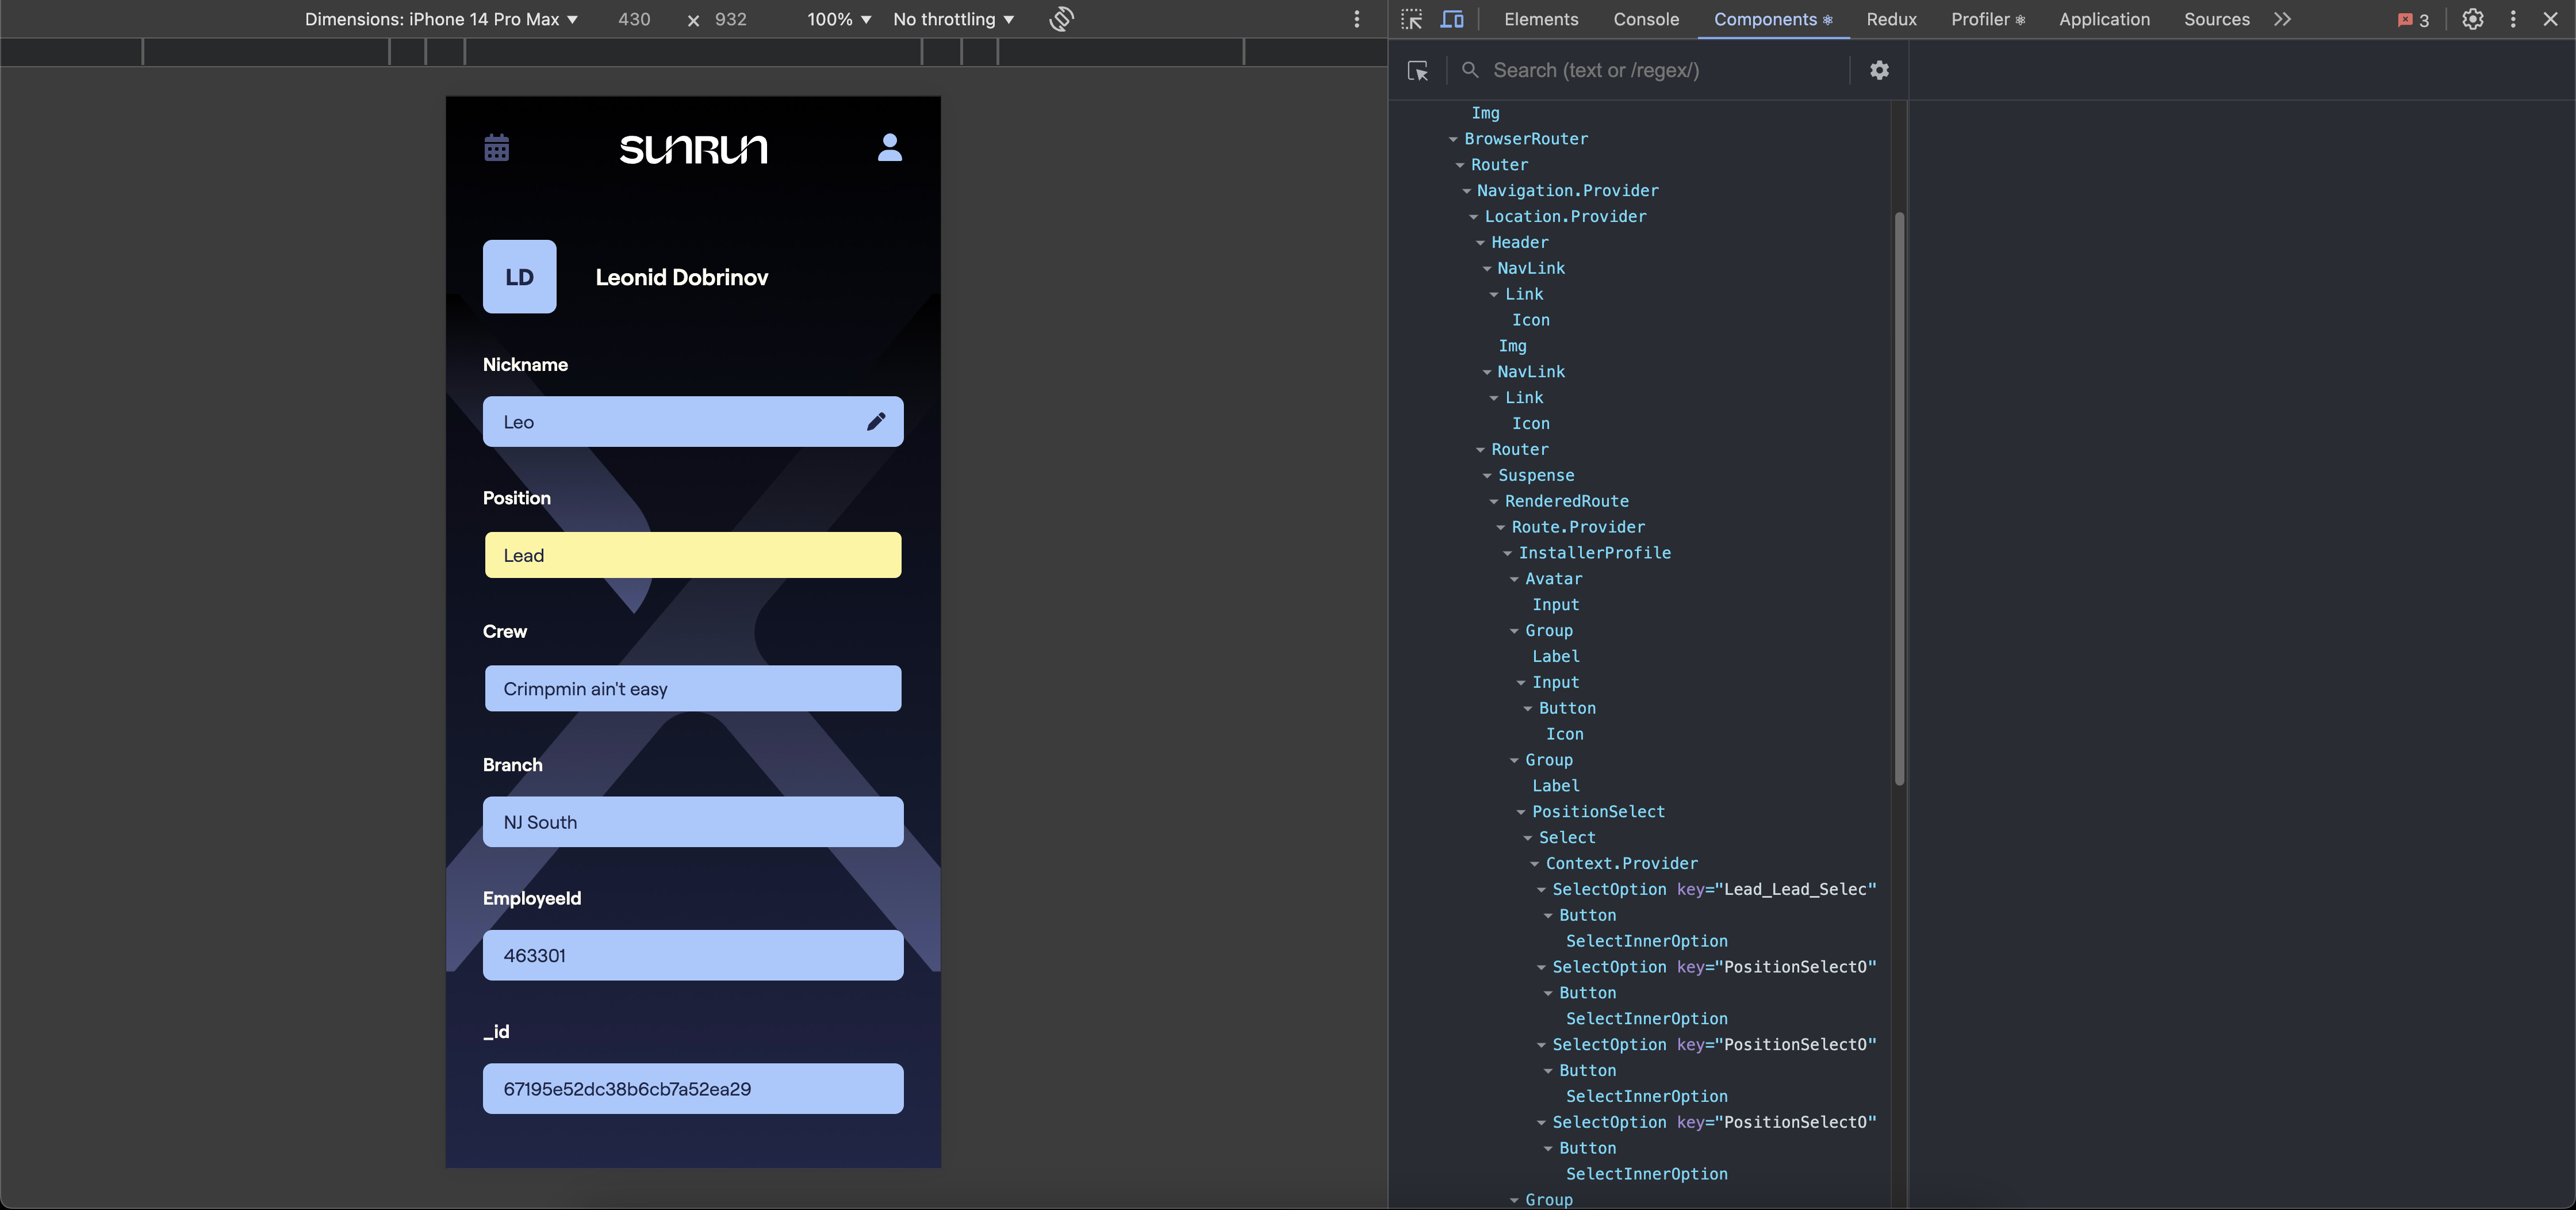 Dimensions: iPhone 14 Pro Max ▼ 430 × 932 100% ▼ No throttling ▼
Elements Console Components ⚛ Redux Profiler ⚛ Application Sources 3
Search (text or /regex/)
sunrun
LD
Leonid Dobrinov
Nickname
Leo
Position
Lead
Crew
Crimpmin ain't easy
Branch
NJ South
EmployeeId
463301
_id
67195e52dc38b6cb7a52ea29
Img
BrowserRouter
Router
Navigation.Provider
Location.Provider
Header
NavLink
Link
Icon
Img
NavLink
Link
Icon
Router
Suspense
RenderedRoute
Route.Provider
InstallerProfile
Avatar
Input
Group
Label
Input
Button
Icon
Group
Label
PositionSelect
Select
Context.Provider
SelectOption key="Lead_Lead_Selec"
Button
SelectInnerOption
SelectOption key="PositionSelectO"
Button
SelectInnerOption
SelectOption key="PositionSelectO"
Button
SelectInnerOption
SelectOption key="PositionSelectO"
Button
SelectInnerOption
Group